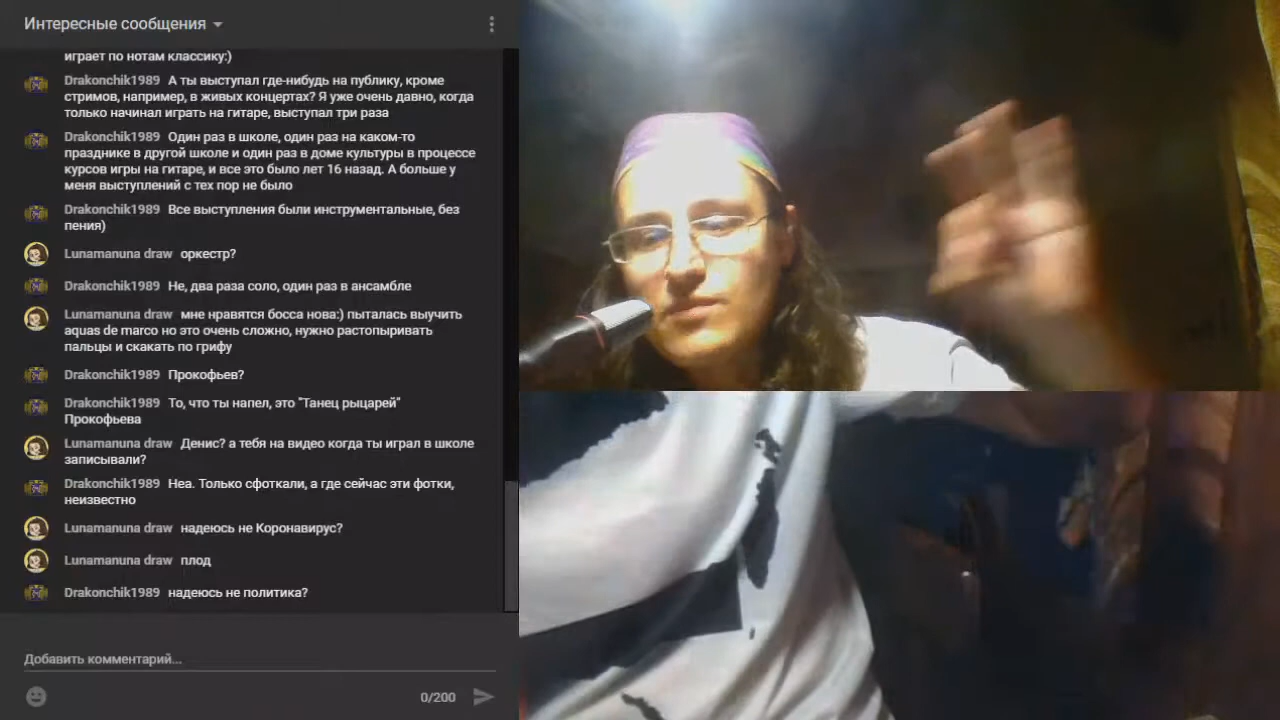 Интересные сообщения
играет по нотам классику:)
Drakonchik1989 А ты выступал где-нибудь на публику, кроме
стримов, например, в живых концертах? Я уже очень давно, когда
только начинал играть на гитаре, выступал три раза
Drakonchik1989 Один раз в школе, один раз на каком-то
празднике в другой школе и один раз в доме культуры в процессе
курсов игры на гитаре, и все это было лет 16 назад. А больше у
меня выступлений с тех пор не было
Drakonchik1989 Все выступления были инструментальные, без
пения)
Lunamanuna draw оркестр?
Drakonchik1989 Не, два раза соло, один раз в ансамбле
Lunamanuna draw мне нравятся босса нова:) пыталась выучить
aquas de marco но это очень сложно, нужно растопыривать
пальцы и скакать по грифу
Drakonchik1989 Прокофьев?
Drakonchik1989 То, что ты напел, это "Танец рыцарей"
Прокофьева
Lunamanuna draw Денис? а тебя на видео когда ты играл в школе
записывали?
Drakonchik1989 Неа. Только сфоткали, а где сейчас эти фотки,
неизвестно
Lunamanuna draw надеюсь не Коронавирус?
Lunamanuna draw плод
Drakonchik1989 надеюсь не политика?
Добавить комментарий...
0/200